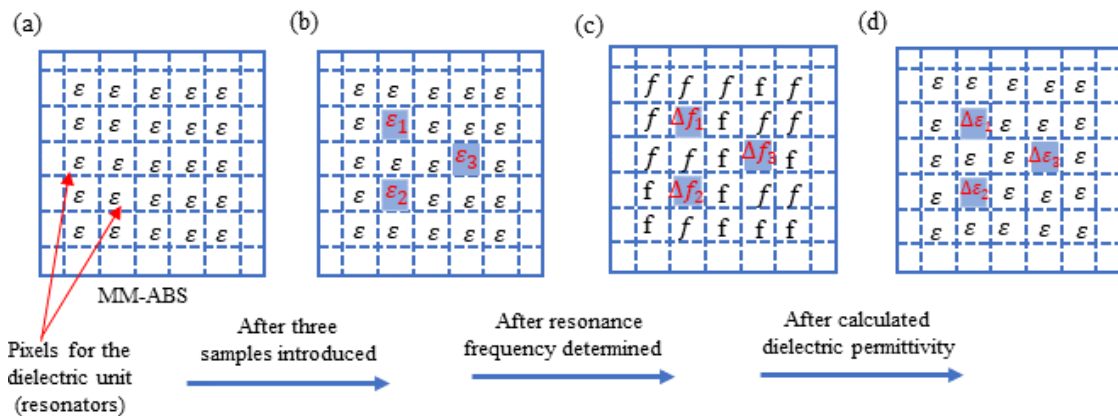 (a)
ε ε ε ε ε
ε ε ε ε ε
ε ε ε ε ε
ε ε ε ε ε
ε ε ε ε ε
MM-ABS
Pixels for the
dielectric unit
(resonators)
(b)
ε ε ε ε ε
ε ε₁ ε ε ε
ε ε ε ε₃ ε
ε ε₂ ε ε ε
ε ε ε ε ε
(c)
f f f f f
f Δf₁ f f f
f f f Δf₃ f
f Δf₂ f f f
f f f f f
(d)
ε ε ε ε ε
ε Δε₁ ε ε ε
ε ε ε Δε₃ ε
ε Δε₂ ε ε ε
ε ε ε ε ε
After three
samples introduced
After resonance
frequency determined
After calculated
dielectric permittivity